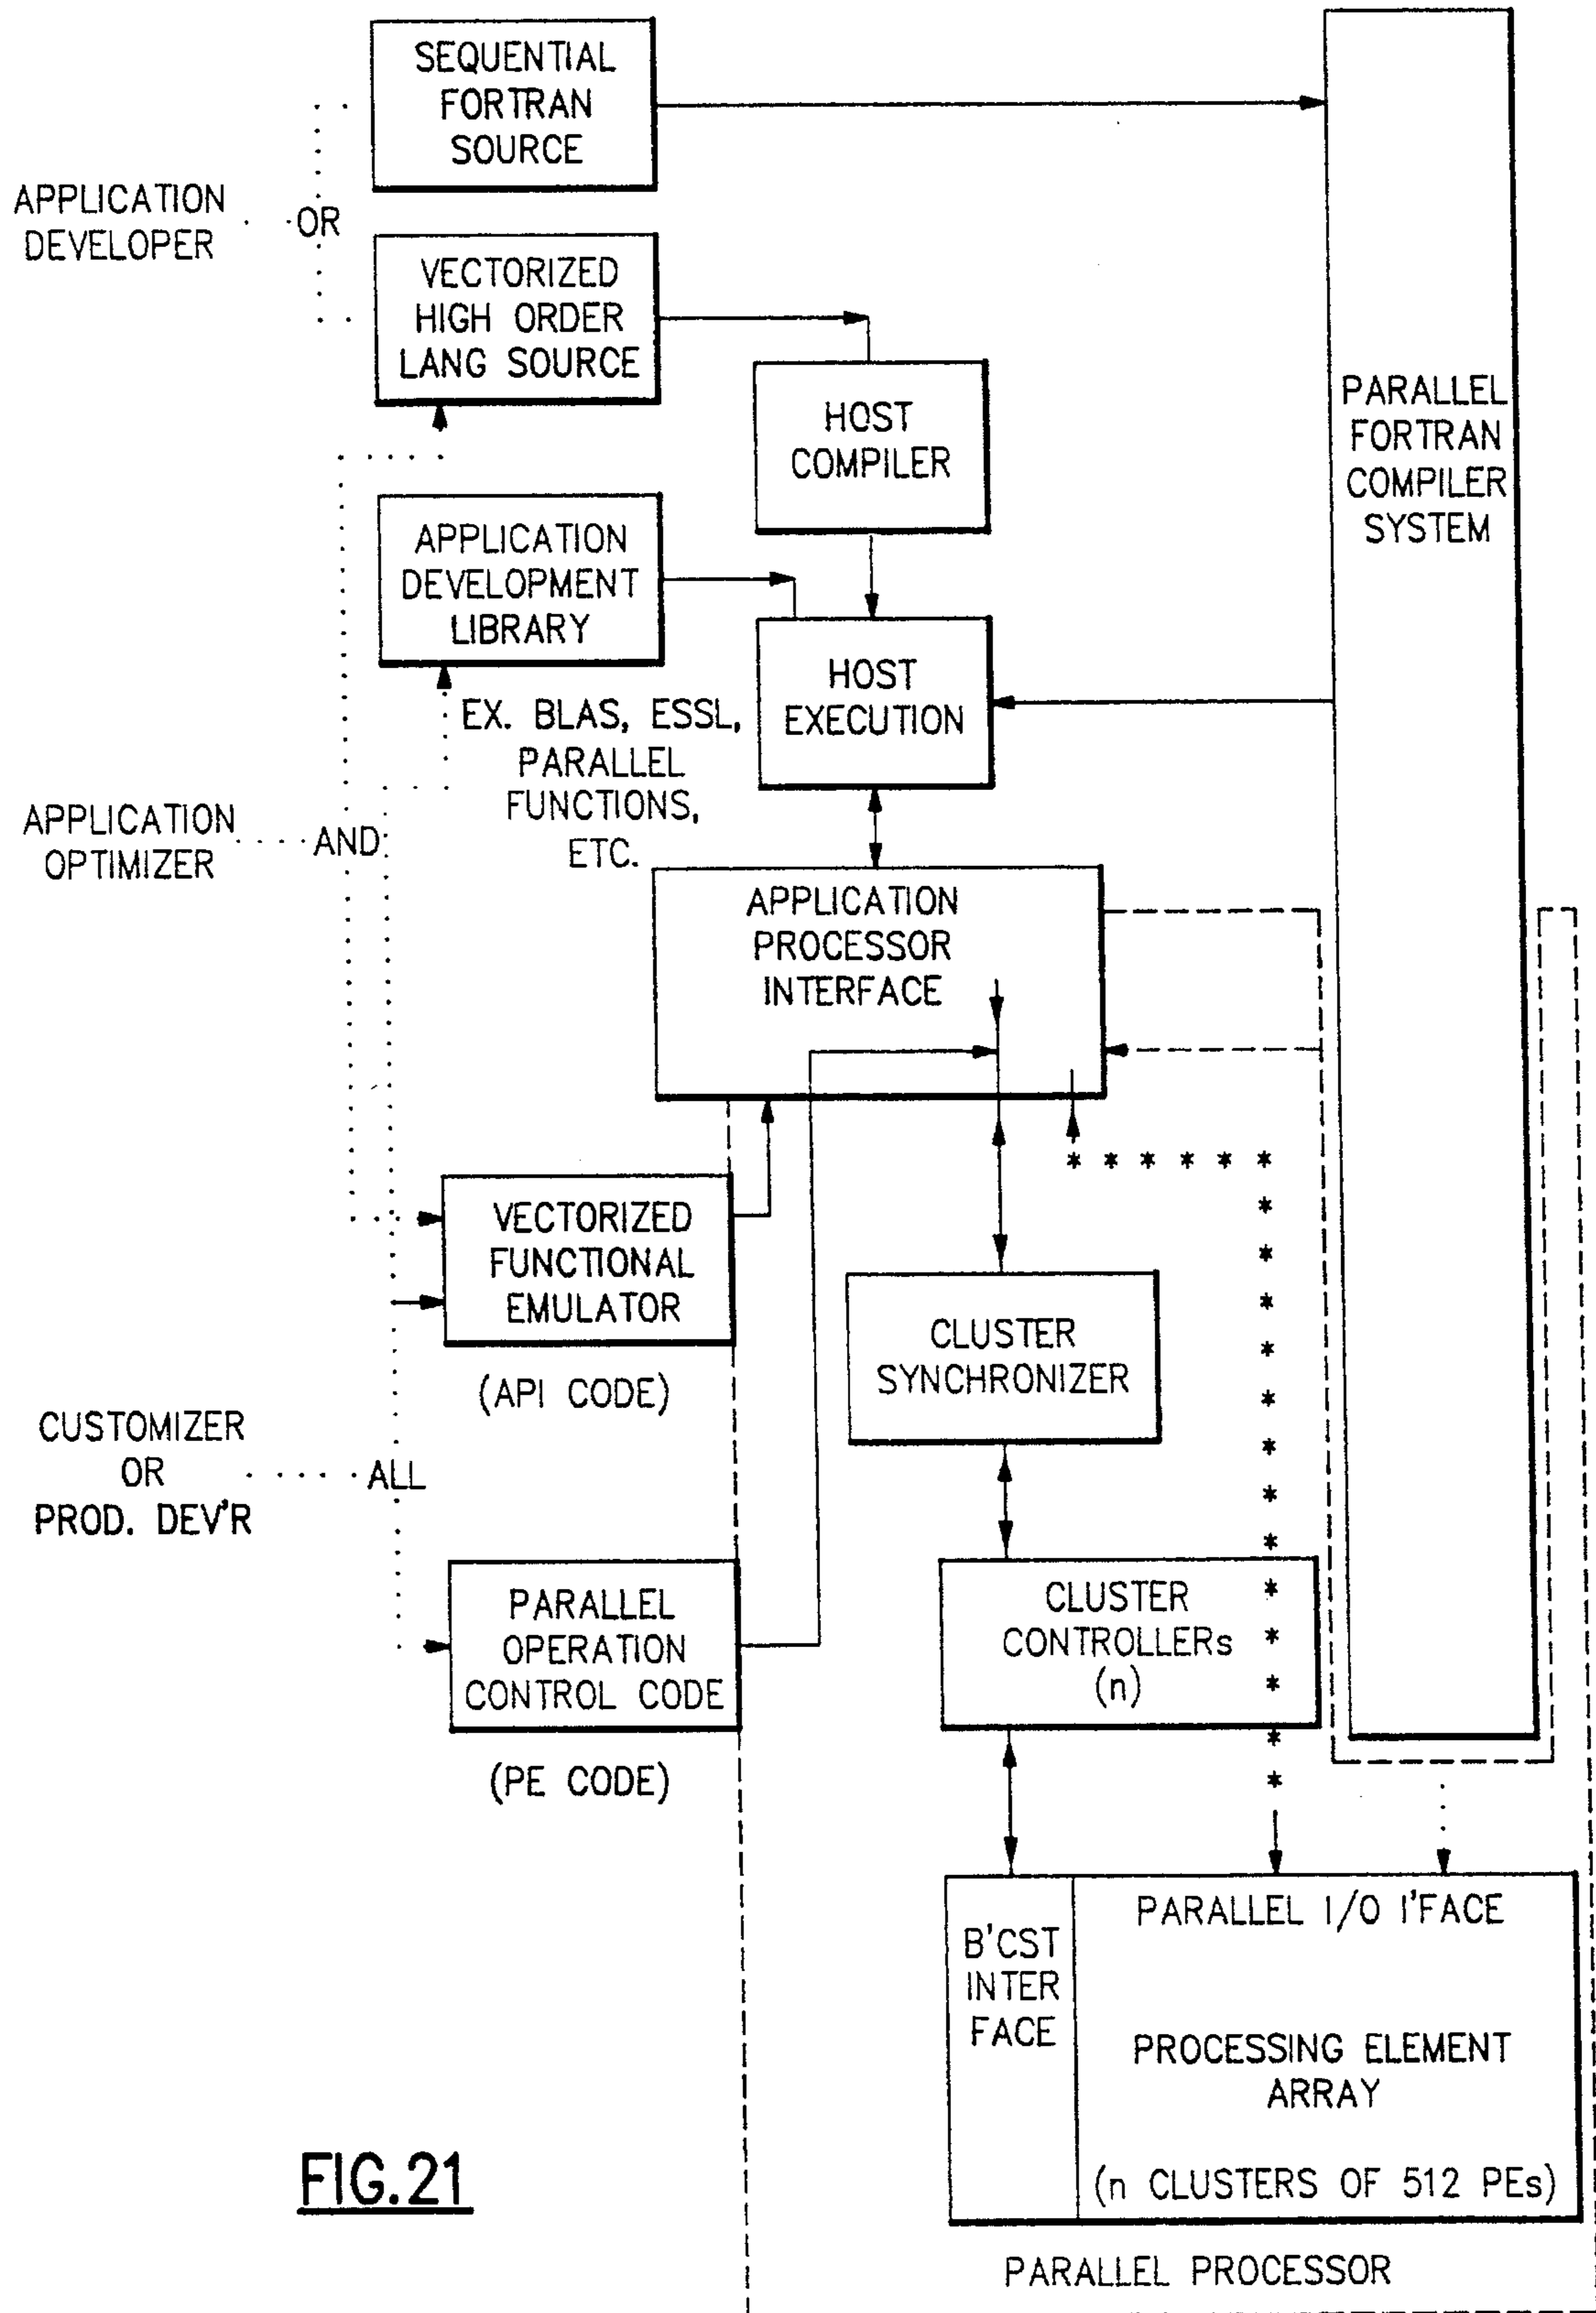 SEQUENTIAL
FORTRAN
SOURCE
APPLICATION
DEVELOPER
OR
VECTORIZED
HIGH ORDER
LANG SOURCE
HOST
COMPILER
PARALLEL
FORTRAN
COMPILER
SYSTEM
APPLICATION
DEVELOPMENT
LIBRARY
HOST
EXECUTION
EX. BLAS, ESSL,
PARALLEL
FUNCTIONS,
ETC.
APPLICATION
OPTIMIZER
AND
APPLICATION
PROCESSOR
INTERFACE
VECTORIZED
FUNCTIONAL
EMULATOR
(API CODE)
CLUSTER
SYNCHRONIZER
CUSTOMIZER
OR
PROD. DEV'R
ALL
PARALLEL
OPERATION
CONTROL CODE
(PE CODE)
CLUSTER
CONTROLLERs
(n)
B'CST
INTER
FACE
PARALLEL I/O I'FACE
PROCESSING ELEMENT
ARRAY
(n CLUSTERS OF 512 PEs)
PARALLEL PROCESSOR
FIG.21